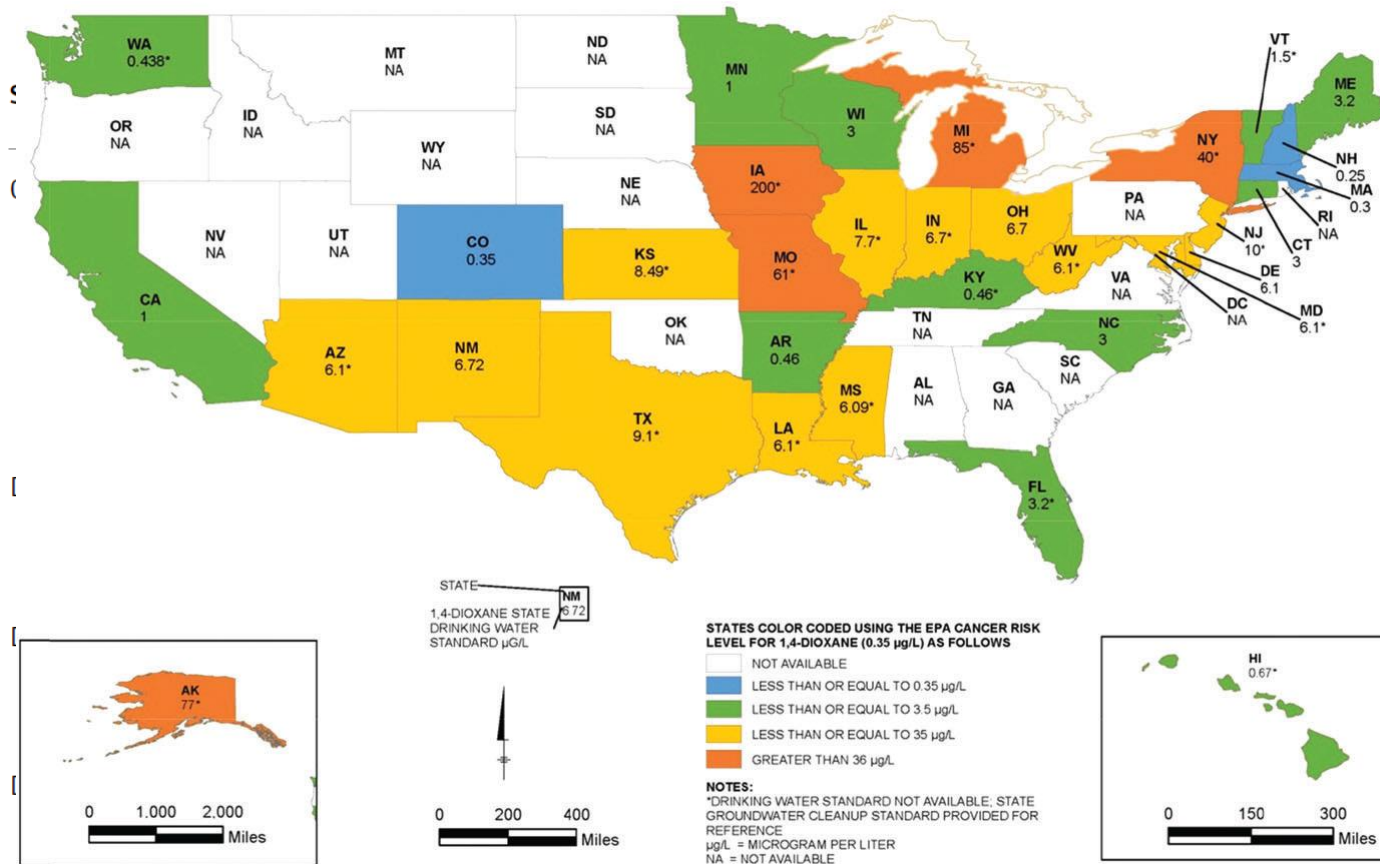 WA
0.438*
MT
NA
ND
NA
MN
1
VT
1.5*
ME
3.2
OR
NA
ID
NA
SD
NA
WI
3
MI
85*
NY
40*
NH
0.25
WY
NA
IA
200*
MA
0.3
NE
NA
PA
NA
RI
NA
NV
NA
UT
NA
CO
0.35
KS
8.49*
MO
61*
IL
7.7*
IN
6.7*
OH
6.7
WV
6.1*
NJ
10*
CT
3
CA
1
KY
0.46*
VA
NA
DE
6.1
DC
NA
MD
6.1*
AZ
6.1*
NM
6.72
OK
NA
AR
0.46
TN
NA
NC
3
SC
NA
TX
9.1*
LA
6.1*
MS
6.09*
AL
NA
GA
NA
FL
3.2*
STATE
NM
6.72
1,4-DIOXANE STATE
DRINKING WATER
STANDARD µG/L
AK
77*
0 1,000 2,000
Miles
0 200 400
Miles
STATES COLOR CODED USING THE EPA CANCER RISK
LEVEL FOR 1,4-DIOXANE (0.35 µg/L) AS FOLLOWS
NOT AVAILABLE
LESS THAN OR EQUAL TO 0.35 µg/L
LESS THAN OR EQUAL TO 3.5 µg/L
LESS THAN OR EQUAL TO 35 µg/L
GREATER THAN 36 µg/L
NOTES:
*DRINKING WATER STANDARD NOT AVAILABLE; STATE
GROUNDWATER CLEANUP STANDARD PROVIDED FOR
REFERENCE
µg/L = MICROGRAM PER LITER
NA = NOT AVAILABLE
HI
0.67*
0 150 300
Miles